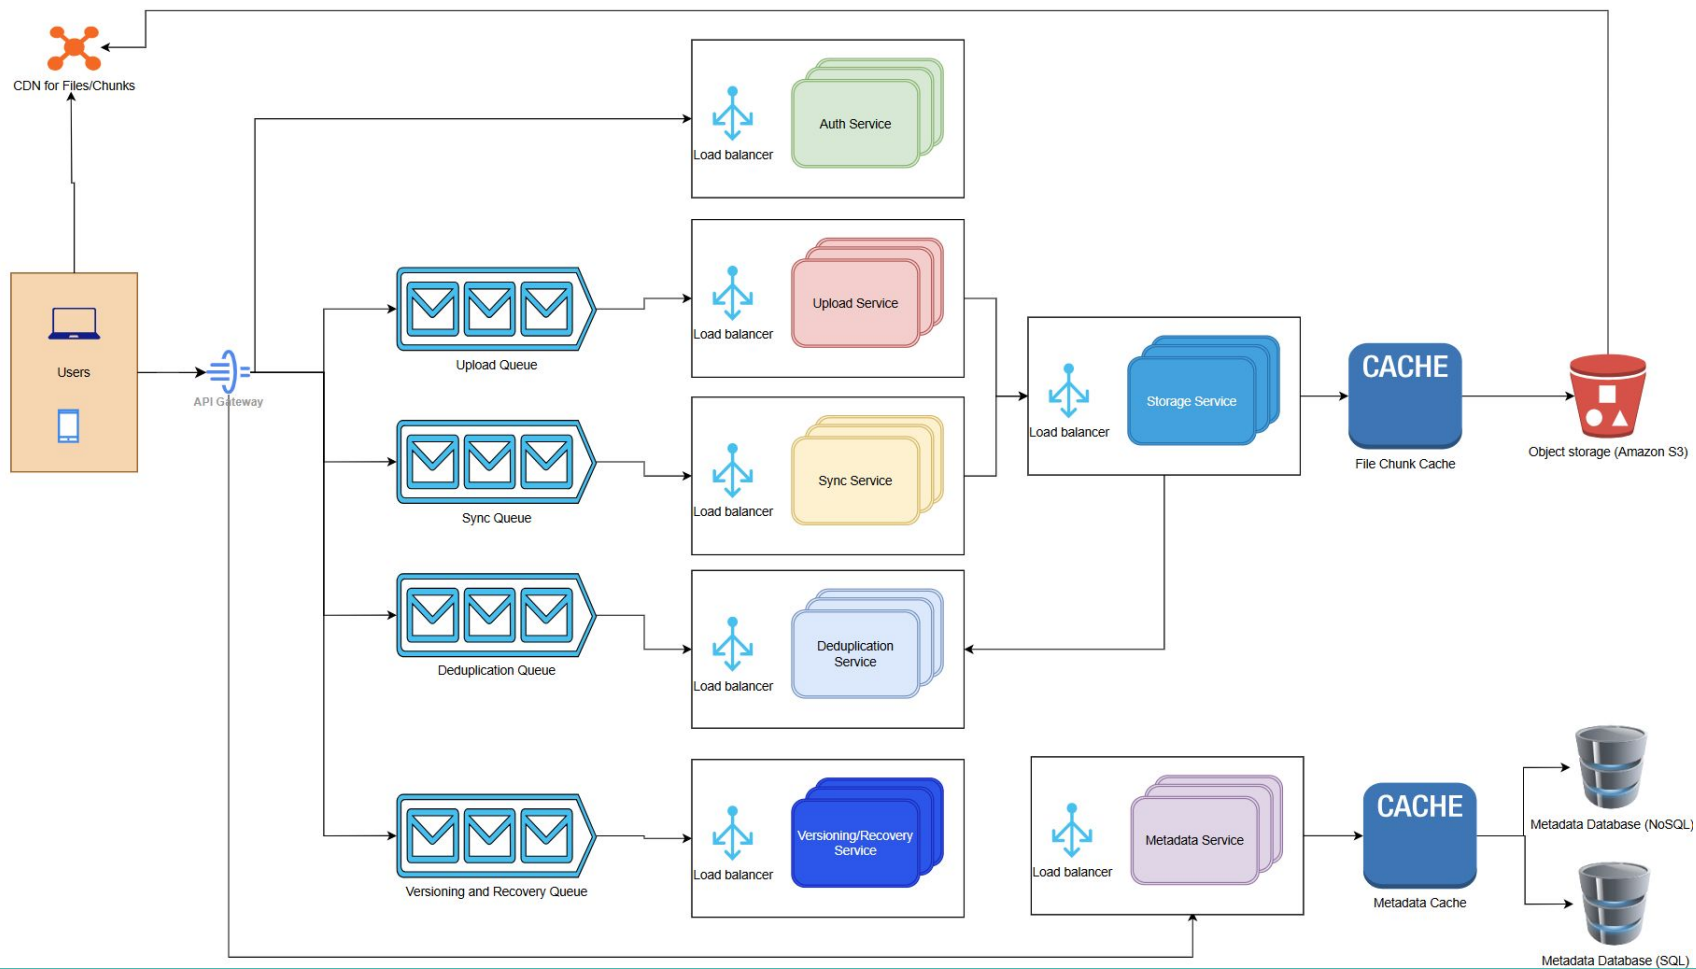 CDN for Files/Chunks
Users
API Gateway
Load balancer
Auth Service
Upload Queue
Load balancer
Upload Service
Sync Queue
Load balancer
Sync Service
Deduplication Queue
Load balancer
Deduplication
Service
Versioning and Recovery Queue
Load balancer
Versioning/Recovery
Service
Load balancer
Storage Service
CACHE
File Chunk Cache
Object storage (Amazon S3)
Load balancer
Metadata Service
CACHE
Metadata Cache
Metadata Database (NoSQL)
Metadata Database (SQL)